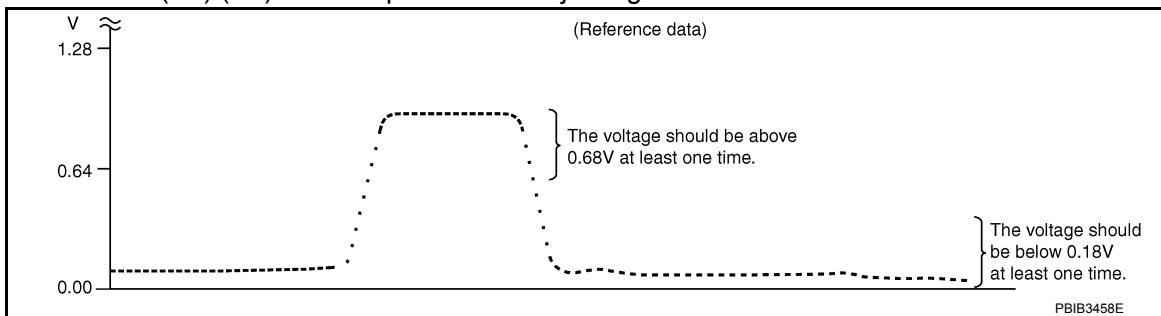 V
(Reference data)
1.28
The voltage should be above
0.68V at least one time.
0.64
The voltage should
be below 0.18V
at least one time.
0.00
PBIB3458E